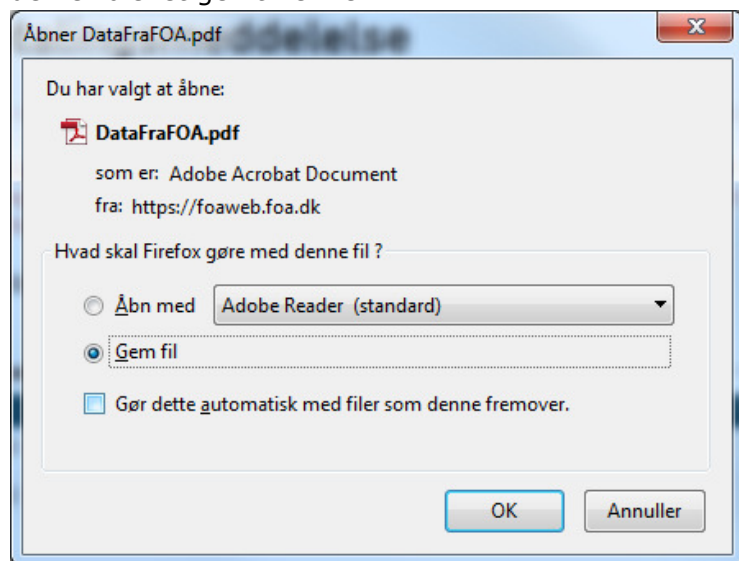 Åbner DataFraFOA.pdf
Du har valgt at åbne:
DataFraFOA.pdf
som er: Adobe Acrobat Document
fra: https://foaweb.foa.dk
Hvad skal Firefox gøre med denne fil ?
Åbn med Adobe Reader (standard)
Gem fil
Gør dette automatisk med filer som denne fremover.
OK Annuller